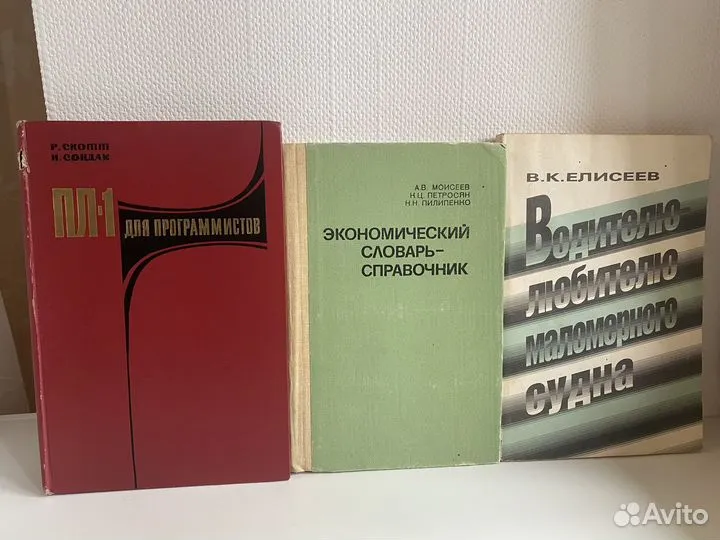 Р. СКОТТ
Н. СОНДАК
ПЛ-1
ДЛЯ ПРОГРАММИСТОВ
А.В. МОИСЕЕВ
Н.Ц. ПЕТРОСЯН
Н.Н. ПИЛИПЕНКО
ЭКОНОМИЧЕСКИЙ
СЛОВАРЬ-
СПРАВОЧНИК
В.К.ЕЛИСЕЕВ
Водителю-
любителю
маломерного
судна
Avito